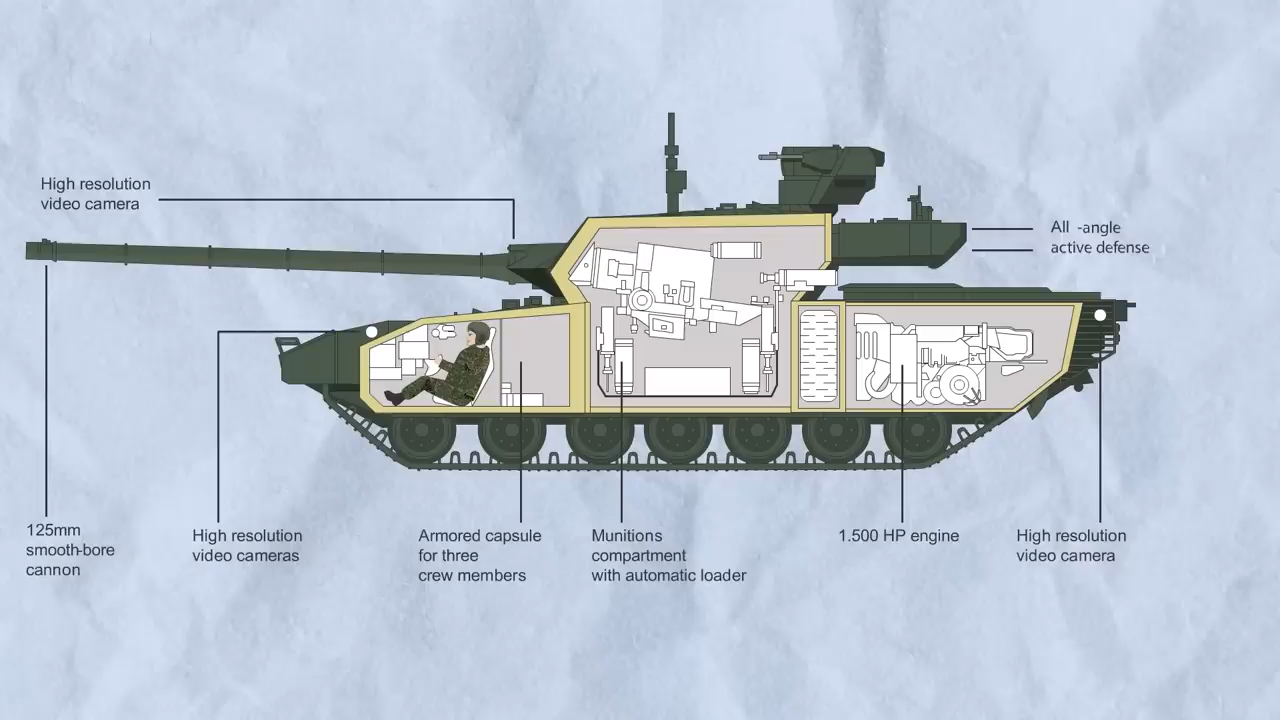 High resolution
video camera
All -angle
active defense
125mm
smooth-bore
cannon
High resolution
video cameras
Armored capsule
for three
crew members
Munitions
compartment
with automatic loader
1.500 HP engine
High resolution
video camera